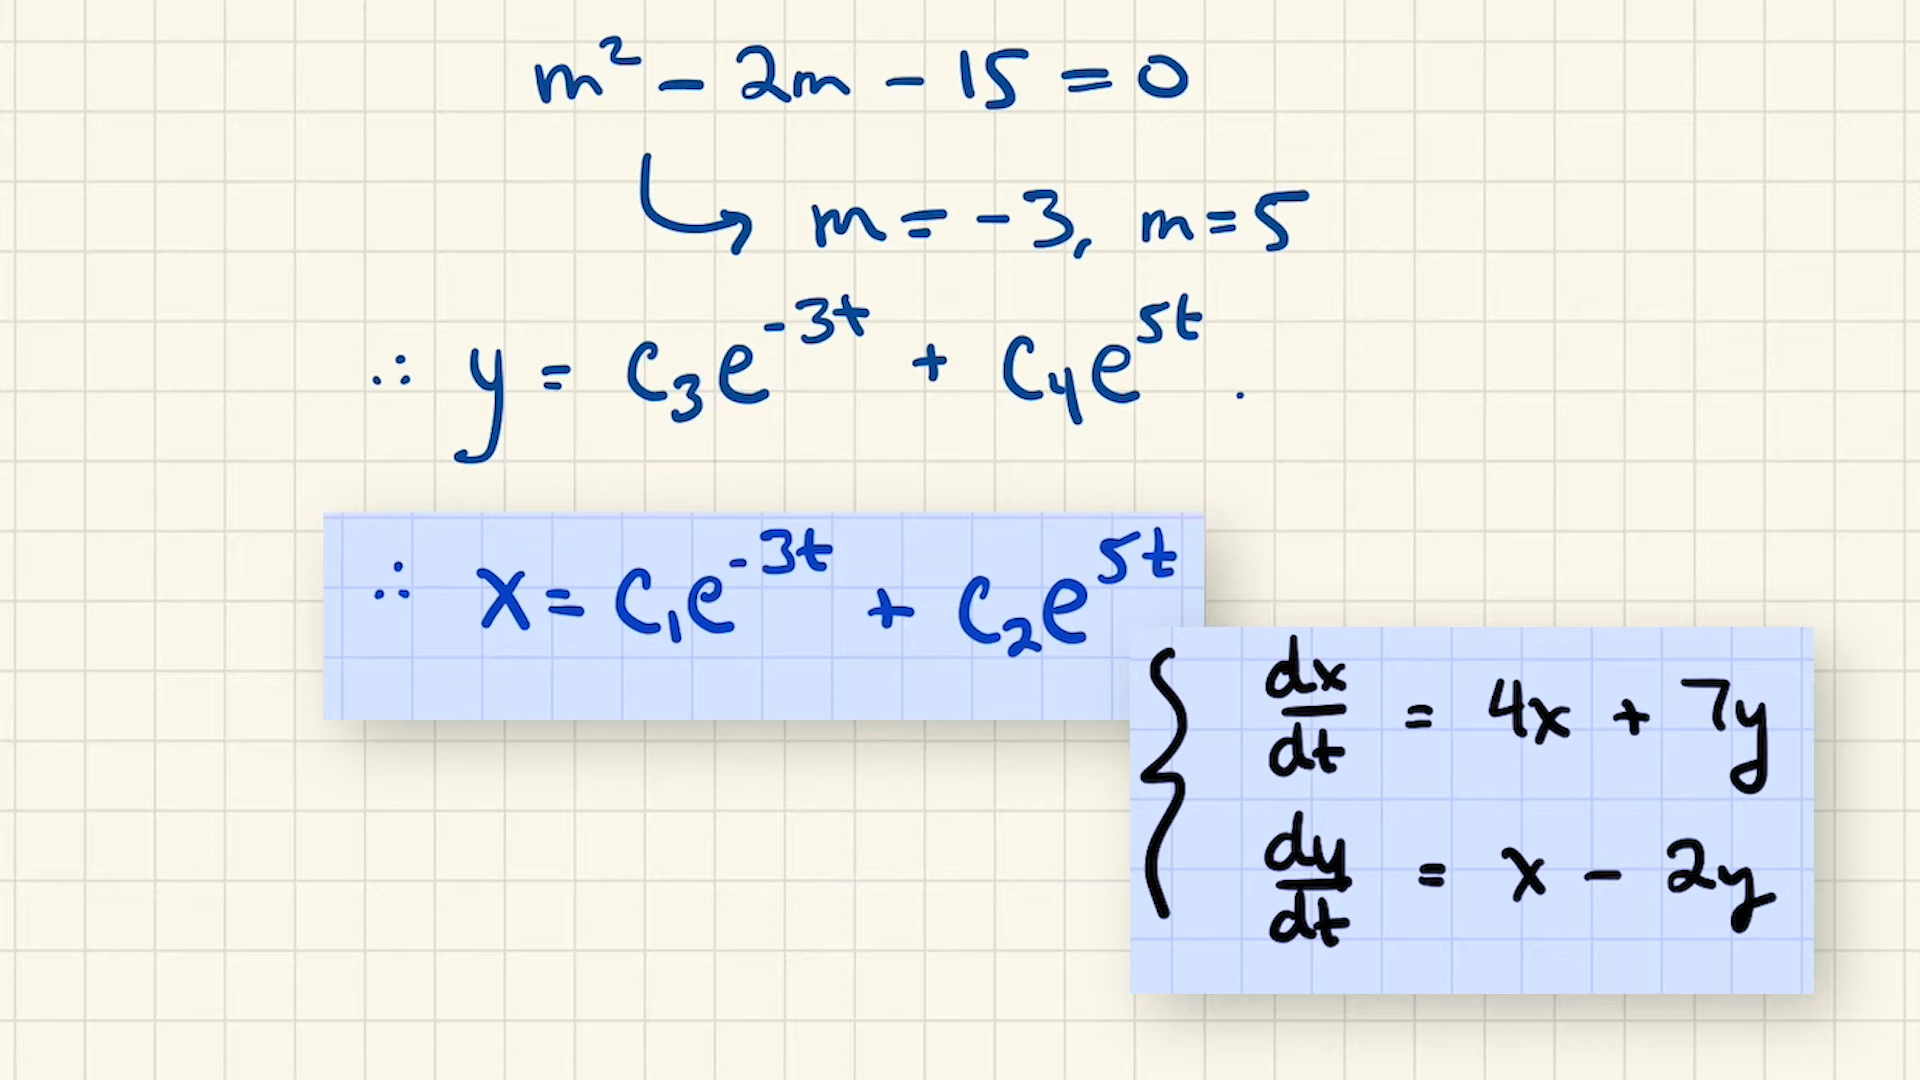 m² - 2m - 15 = 0
m = -3, m = 5
∴ y = c₃e^{-3t} + c₄e^{5t}.
∴ x = c₁e^{-3t} + c₂e^{5t}
{ dx/dt = 4x + 7y
dy/dt = x - 2y